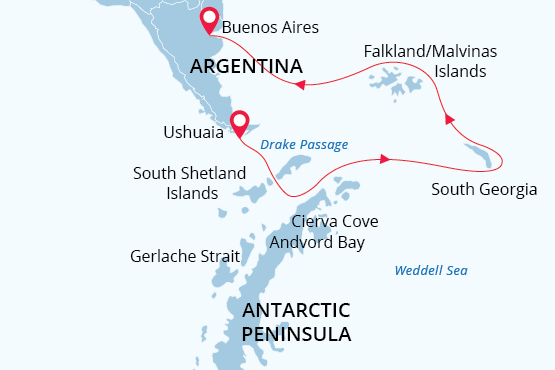 Buenos Aires
Falkland/Malvinas
Islands
ARGENTINA
Ushuaia
Drake Passage
South Shetland
Islands
South Georgia
Cierva Cove
Andvord Bay
Gerlache Strait
Weddell Sea
ANTARCTIC
PENINSULA